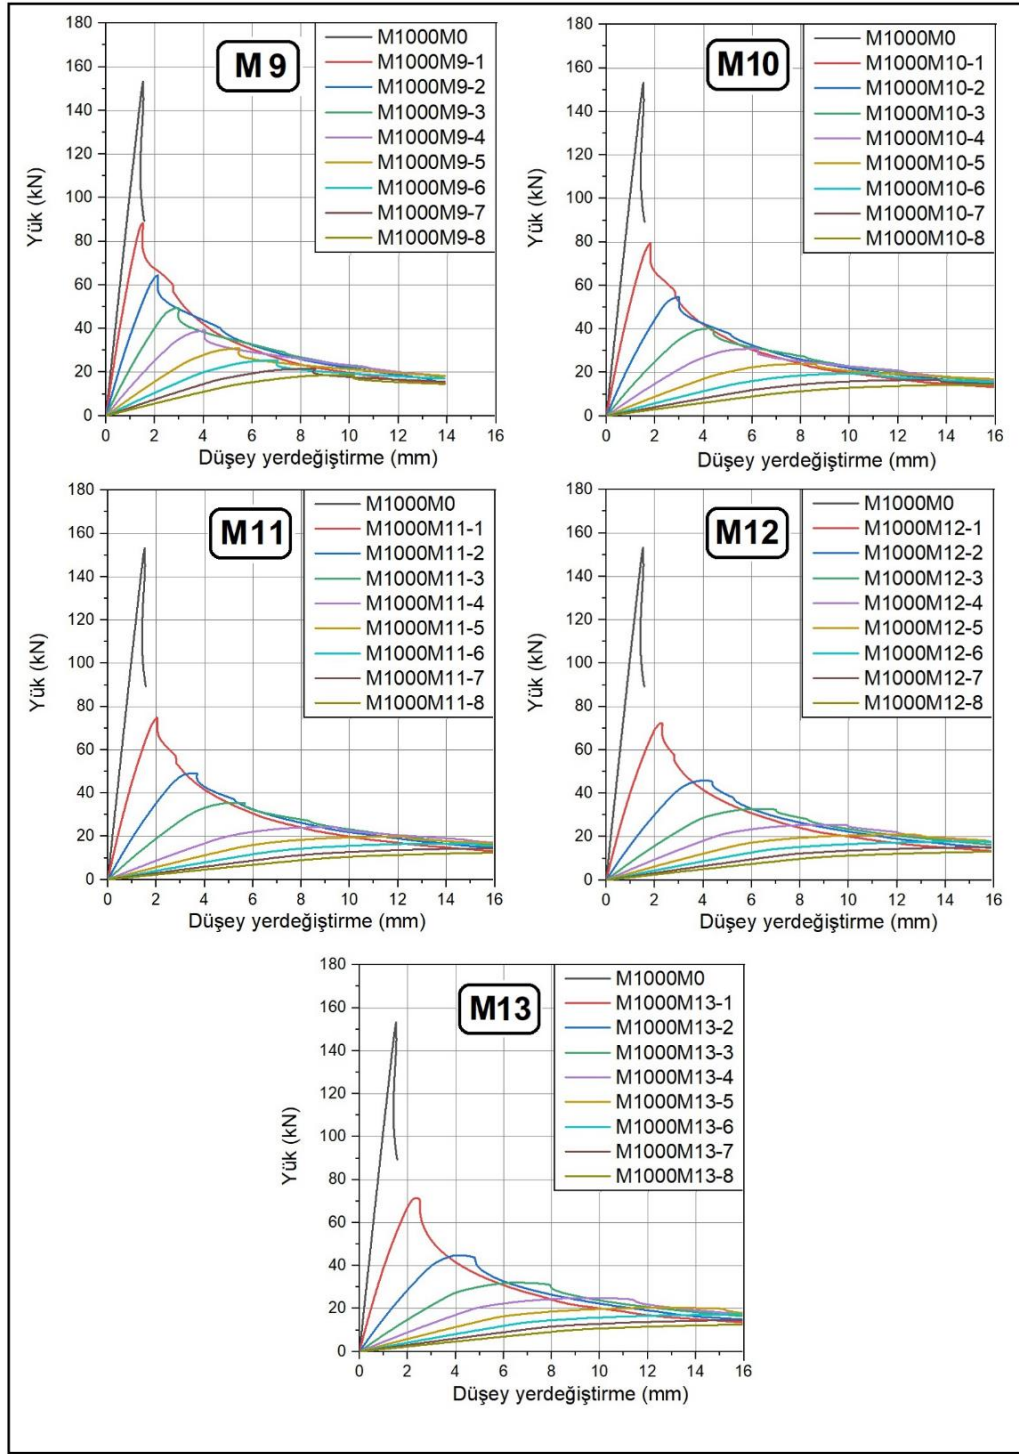 M 9
M1000M0
M1000M9-1
M1000M9-2
M1000M9-3
M1000M9-4
M1000M9-5
M1000M9-6
M1000M9-7
M1000M9-8
Yük (kN)
180
160
140
120
100
80
60
40
20
0
0 2 4 6 8 10 12 14 16
Düşey yerdeğiştirme (mm)
M10
M1000M0
M1000M10-1
M1000M10-2
M1000M10-3
M1000M10-4
M1000M10-5
M1000M10-6
M1000M10-7
M1000M10-8
Yük (kN)
180
160
140
120
100
80
60
40
20
0
0 2 4 6 8 10 12 14 16
Düşey yerdeğiştirme (mm)
M11
M1000M0
M1000M11-1
M1000M11-2
M1000M11-3
M1000M11-4
M1000M11-5
M1000M11-6
M1000M11-7
M1000M11-8
Yük (kN)
180
160
140
120
100
80
60
40
20
0
0 2 4 6 8 10 12 14 16
Düşey yerdeğiştirme (mm)
M12
M1000M0
M1000M12-1
M1000M12-2
M1000M12-3
M1000M12-4
M1000M12-5
M1000M12-6
M1000M12-7
M1000M12-8
Yük (kN)
180
160
140
120
100
80
60
40
20
0
0 2 4 6 8 10 12 14 16
Düşey yerdeğiştirme (mm)
M13
M1000M0
M1000M13-1
M1000M13-2
M1000M13-3
M1000M13-4
M1000M13-5
M1000M13-6
M1000M13-7
M1000M13-8
Yük (kN)
180
160
140
120
100
80
60
40
20
0
0 2 4 6 8 10 12 14 16
Düşey yerdeğiştirme (mm)